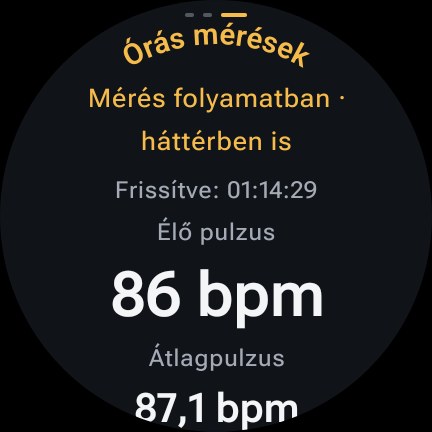 Órás mérések
Mérés folyamatban ·
háttérben is
Frissítve: 01:14:29
Élő pulzus
86 bpm
Átlagpulzus
87,1 bpm